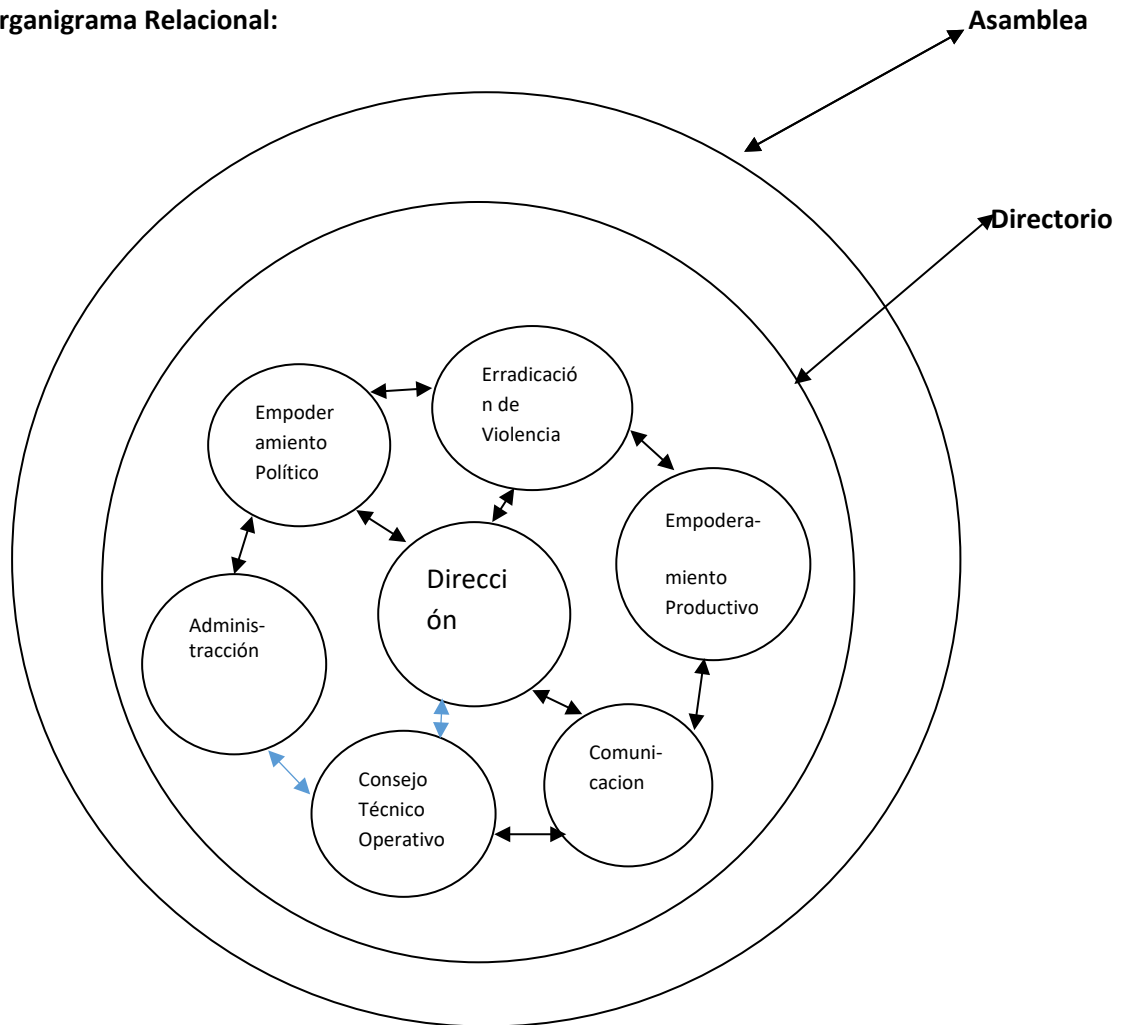 rganigrama Relacional:
Asamblea
Directorio
Erradicació
n de
Violencia
Empoder
amiento
Político
Empodera-
miento
Productivo
Direcci
ón
Adminis-
tracción
Comuni-
cacion
Consejo
Técnico
Operativo